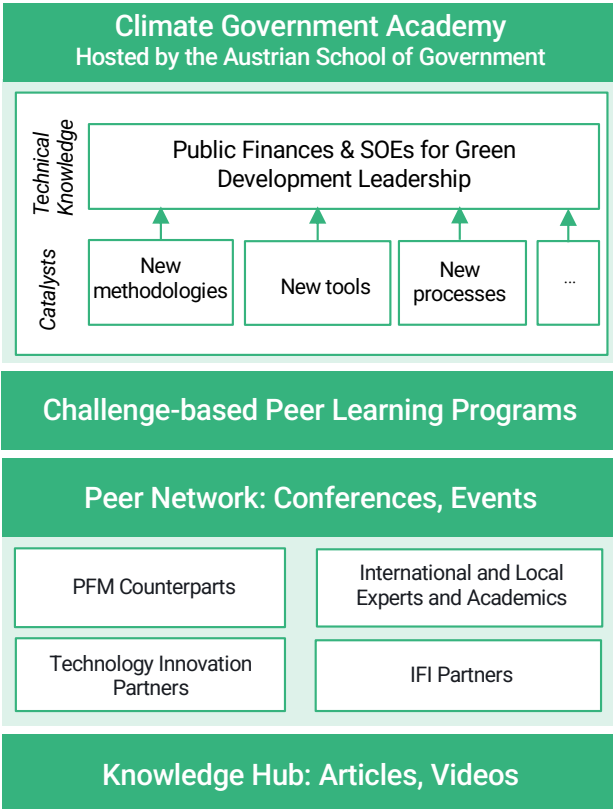 Climate Government Academy
Hosted by the Austrian School of Government
Technical
Knowledge
Public Finances & SOEs for Green
Development Leadership
Catalysts
New
methodologies
New tools
New
processes
...
Challenge-based Peer Learning Programs
Peer Network: Conferences, Events
PFM Counterparts
International and Local
Experts and Academics
Technology Innovation
Partners
IFI Partners
Knowledge Hub: Articles, Videos